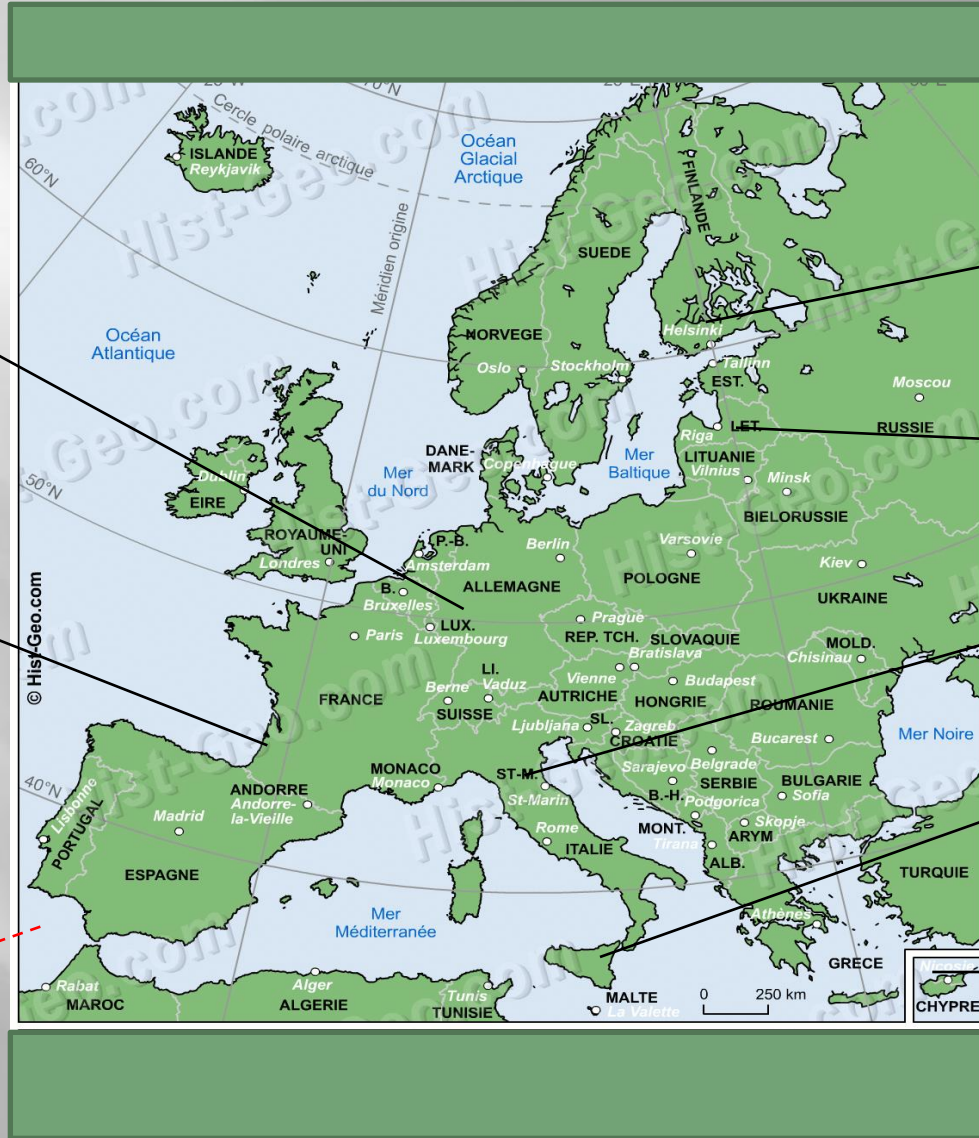 70°N
Cercle polaire arctique
ISLANDE
Reykjavik
Océan
Glacial
Arctique
60°N
Méridien origine
FINLANDE
SUEDE
Océan
Atlantique
NORVEGE
Helsinki
Oslo
Stockholm
Tallinn
EST.
Moscou
LET.
RUSSIE
Riga
DANE-
MARK
Copenhague
Mer
Baltique
LITUANIE
Vilnius
Mer
du Nord
Dublin
Minsk
50°N
EIRE
BIELORUSSIE
ROYAUME-
UNI
P.-B.
Berlin
Varsovie
Londres
Amsterdam
Kiev
ALLEMAGNE
POLOGNE
B.
Bruxelles
UKRAINE
LUX.
Luxembourg
Prague
Paris
REP. TCH.
SLOVAQUIE
Bratislava
MOLD.
Chisinau
© Hist-Geo.com
LI.
Vaduz
Vienne
Budapest
Berne
FRANCE
AUTRICHE
HONGRIE
ROUMANIE
SUISSE
SL.
Ljubljana
Zagreb
CROATIE
Bucarest
Mer Noire
Belgrade
MONACO
Monaco
ST-M.
St-Marin
Sarajevo
SERBIE
BULGARIE
40°N
ANDORRE
Andorre-
la-Vieille
B.-H.
Sofia
Podgorica
Lisbonne
Madrid
Skopje
PORTUGAL
Rome
MONT.
ARYM
ITALIE
Tirana
ALB.
ESPAGNE
TURQUIE
Mer
Méditerranée
Athènes
GRECE
Nicosie
Rabat
Alger
Tunis
MAROC
ALGERIE
TUNISIE
MALTE
La Valette
0 250 km
CHYPRE
Hist-Geo.com